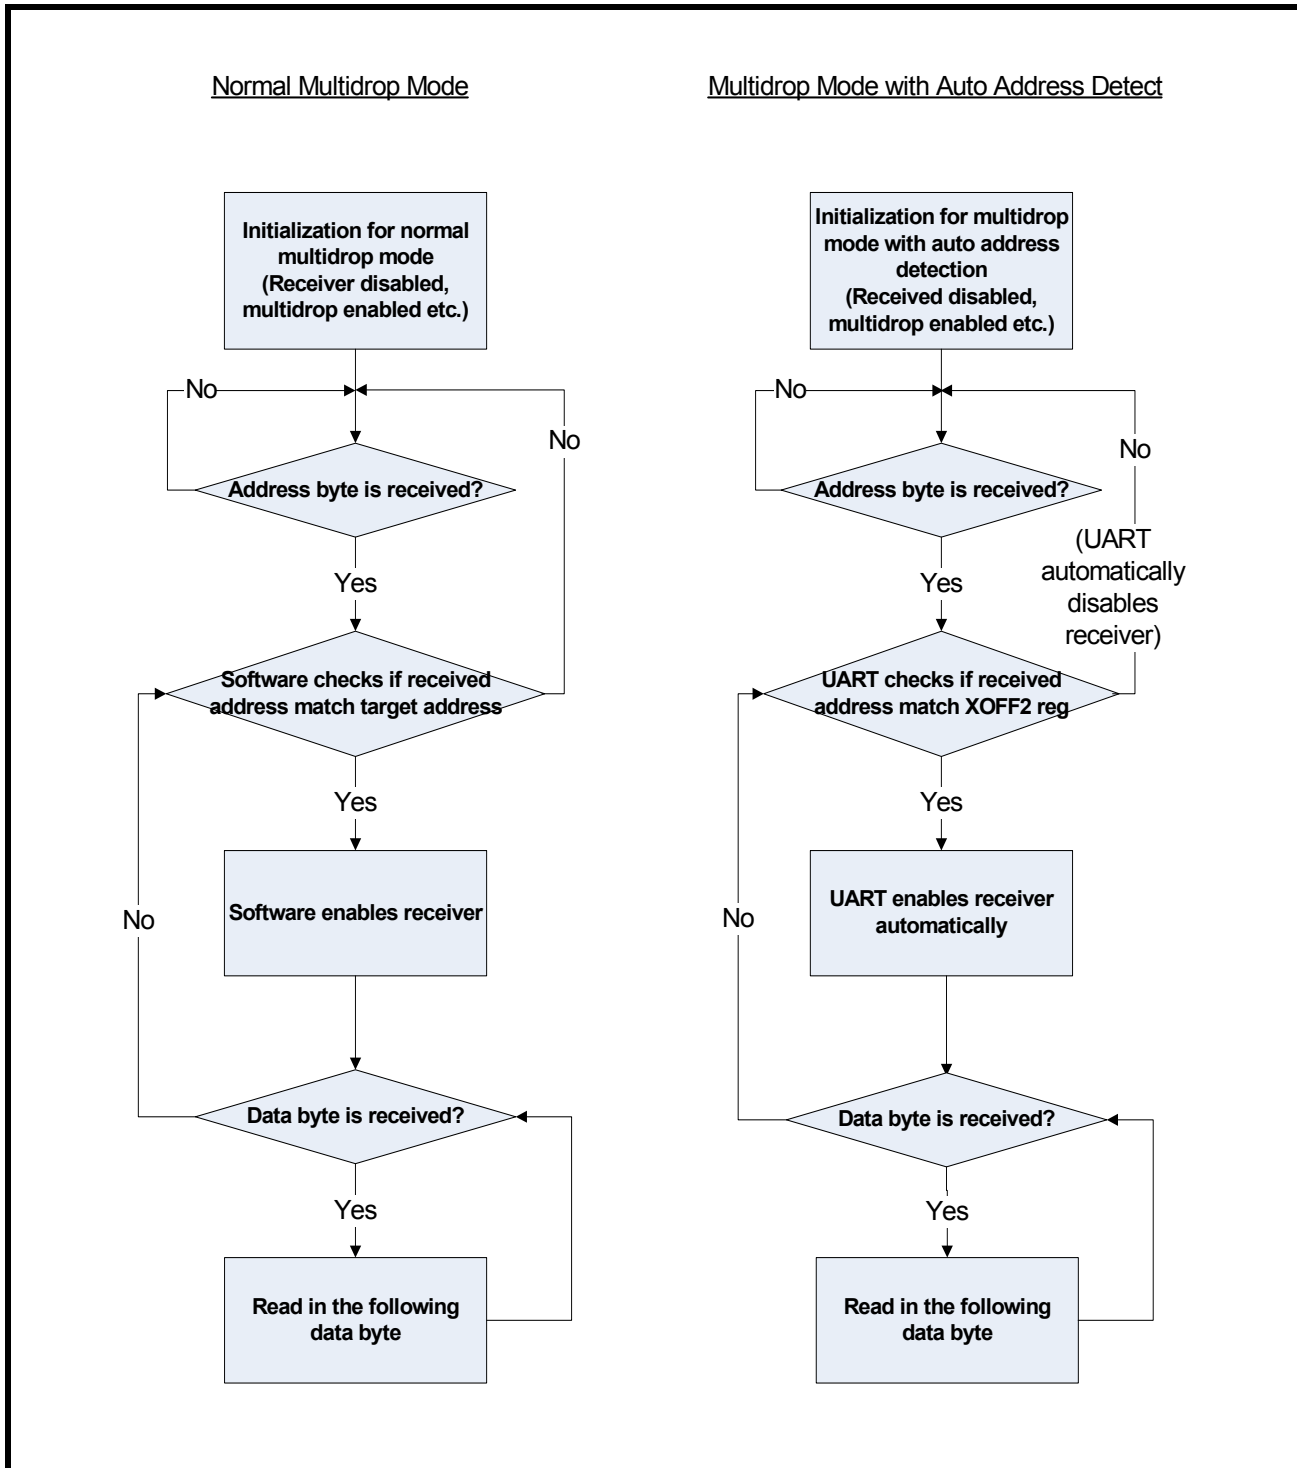 Normal Multidrop Mode
Initialization for normal
multidrop mode
(Receiver disabled,
multidrop enabled etc.)
No
No
Address byte is received?
Yes
Software checks if received
address match target address
Yes
Software enables receiver
No
Data byte is received?
Yes
Read in the following
data byte
Multidrop Mode with Auto Address Detect
Initialization for multidrop
mode with auto address
detection
(Received disabled,
multidrop enabled etc.)
No
No
Address byte is received?
(UART
automatically
disables
receiver)
Yes
UART checks if received
address match XOFF2 reg
Yes
UART enables receiver
automatically
No
Data byte is received?
Yes
Read in the following
data byte